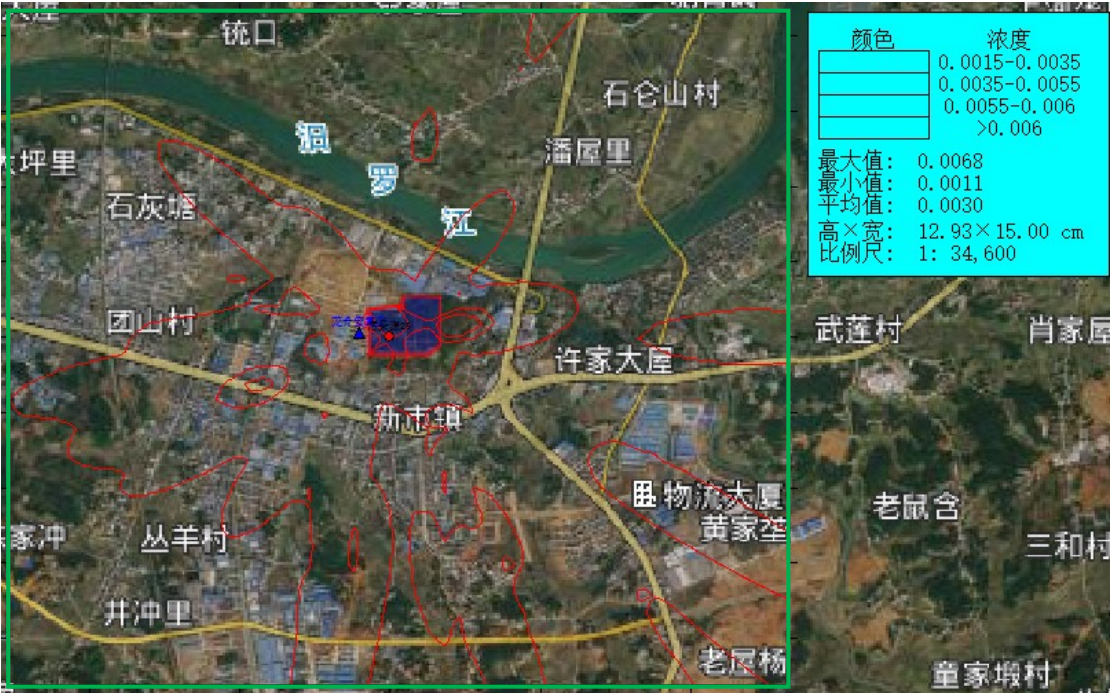 铳口
石仑山村
汨
罗
江
潘屋里
坪里
石灰塘
团山村
许家大屋
武莲村
肖家屋
新市镇
物流大厦
黄家垄
老鼠含
三和村
家冲
丛羊村
井冲里
老屋杨
童家塅村
颜色 浓度
0.0015-0.0035
0.0035-0.0055
0.0055-0.006
>0.006
最大值: 0.0068
最小值: 0.0011
平均值: 0.0030
高×宽: 12.93×15.00 cm
比例尺: 1: 34,600